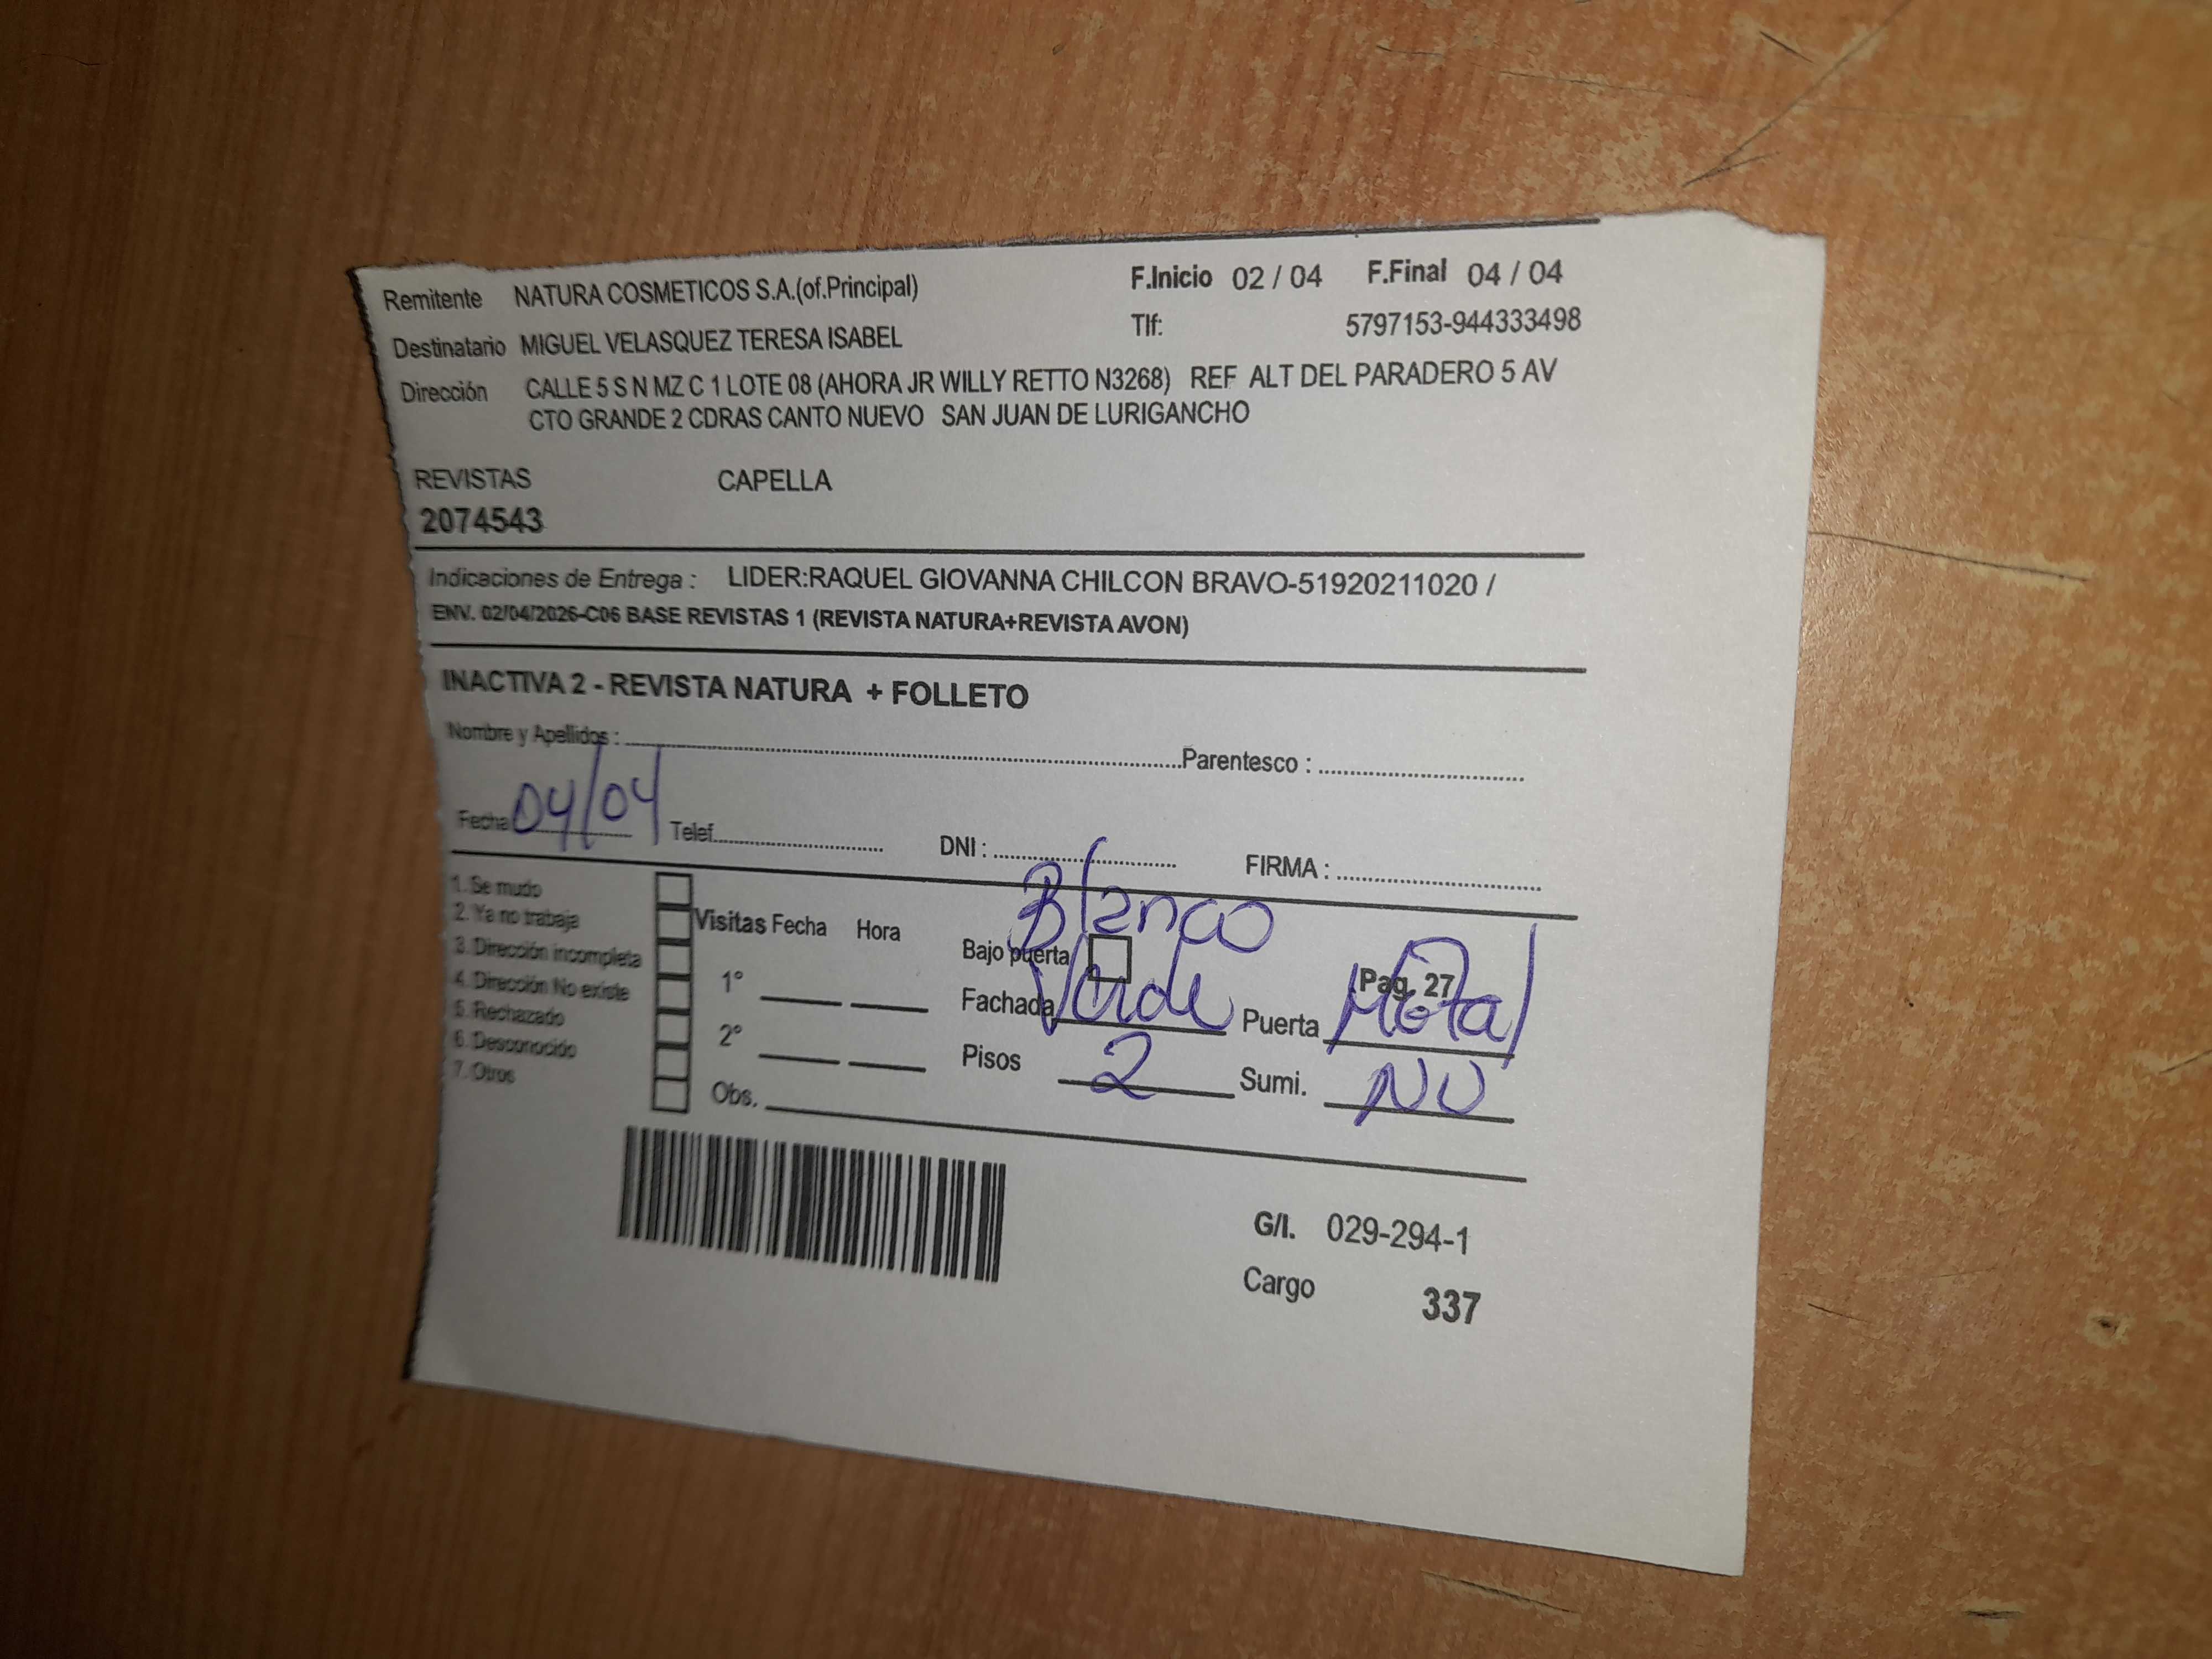 Remitente NATURA COSMETICOS S.A.(of.Principal) F.Inicio 02 / 04 F.Final 04 / 04
Destinatario MIGUEL VELASQUEZ TERESA ISABEL Tlf: 5797153-944333498
Dirección CALLE 5 S N MZ C 1 LOTE 08 (AHORA JR WILLY RETTO N3268) REF ALT DEL PARADERO 5 AV
CTO GRANDE 2 CDRAS CANTO NUEVO SAN JUAN DE LURIGANCHO
REVISTAS CAPELLA
2074543
Indicaciones de Entrega : LIDER:RAQUEL GIOVANNA CHILCON BRAVO-51920211020 /
ENV. 02/04/2026-C06 BASE REVISTAS 1 (REVISTA NATURA+REVISTA AVON)
INACTIVA 2 - REVISTA NATURA + FOLLETO
Nombre y Apellidos : Parentesco :
Fecha 04/04 Telef. DNI : FIRMA :
1. Se mudo
2. Ya no trabaja
3. Dirección incompleta
4. Dirección No existe
5. Rechazado
6. Desconocido
7. Otros
Visitas Fecha Hora
1°
2°
Obs.
Blanco
Bajo puerta Pag. 27
Fachada Verde Puerta Metal
Pisos 2 Sumi. NO
G/I. 029-294-1
Cargo 337